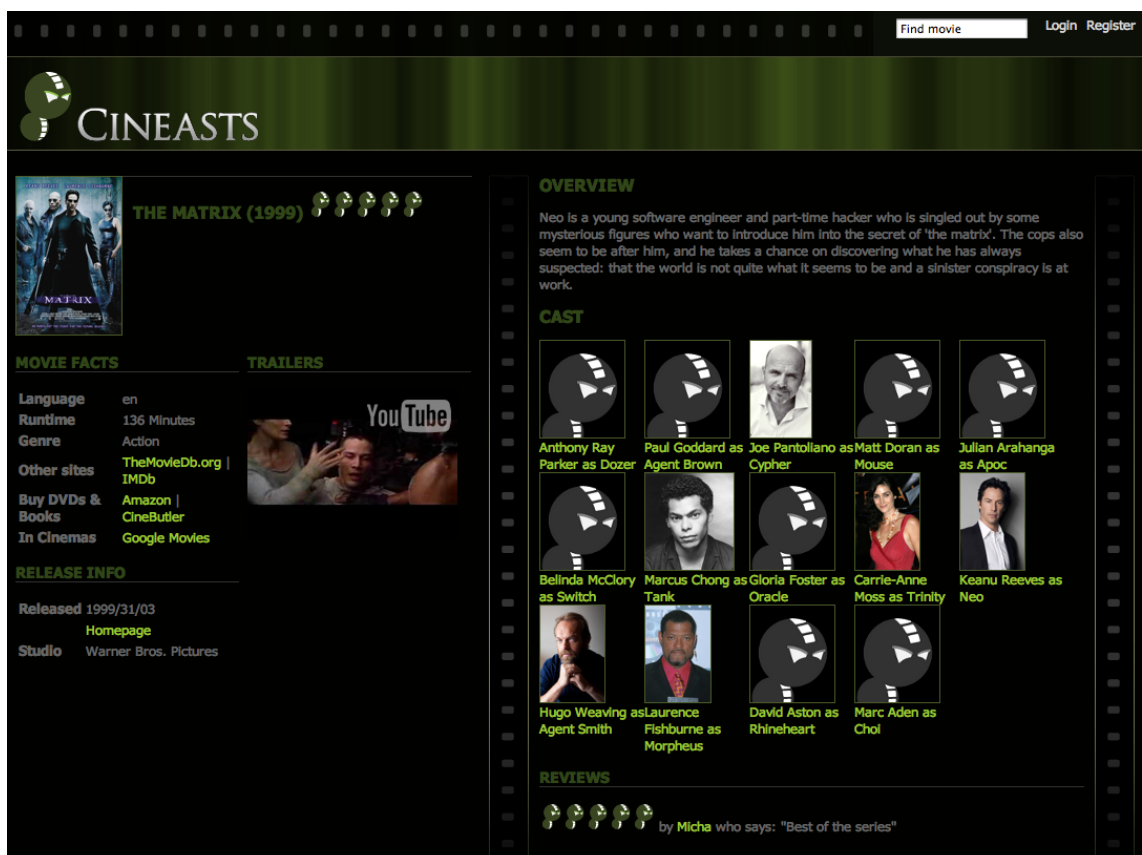 Find movie
Login Register
CINEASTS
THE MATRIX (1999)
MATRIX
MOVIE FACTS
Language en
Runtime 136 Minutes
Genre Action
Other sites TheMovieDb.org |
IMDb
Buy DVDs & Books Amazon |
CineButler
In Cinemas Google Movies
TRAILERS
YouTube
RELEASE INFO
Released 1999/31/03
Homepage
Studio Warner Bros. Pictures
OVERVIEW
Neo is a young software engineer and part-time hacker who is singled out by some
mysterious figures who want to introduce him into the secret of 'the matrix'. The cops also
seem to be after him, and he takes a chance on discovering what he has always
suspected: that the world is not quite what it seems to be and a sinister conspiracy is at
work.
CAST
Anthony Ray
Parker as Dozer
Paul Goddard as
Agent Brown
Joe Pantoliano as
Cypher
Matt Doran as
Mouse
Julian Arahanga
as Apoc
Belinda McClory
as Switch
Marcus Chong as
Tank
Gloria Foster as
Oracle
Carrie-Anne
Moss as Trinity
Keanu Reeves as
Neo
Hugo Weaving as
Agent Smith
Laurence
Fishburne as
Morpheus
David Aston as
Rhineheart
Marc Aden as
Choi
REVIEWS
by Micha who says: "Best of the series"